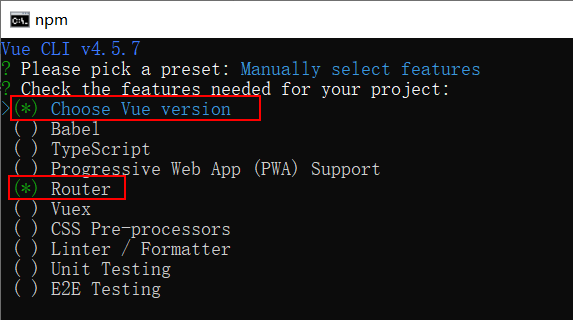 npm
Vue CLI v4.5.7
? Please pick a preset: Manually select features
? Check the features needed for your project:
>(*) Choose Vue version
( ) Babel
( ) TypeScript
( ) Progressive Web App (PWA) Support
(*) Router
( ) Vuex
( ) CSS Pre-processors
( ) Linter / Formatter
( ) Unit Testing
( ) E2E Testing